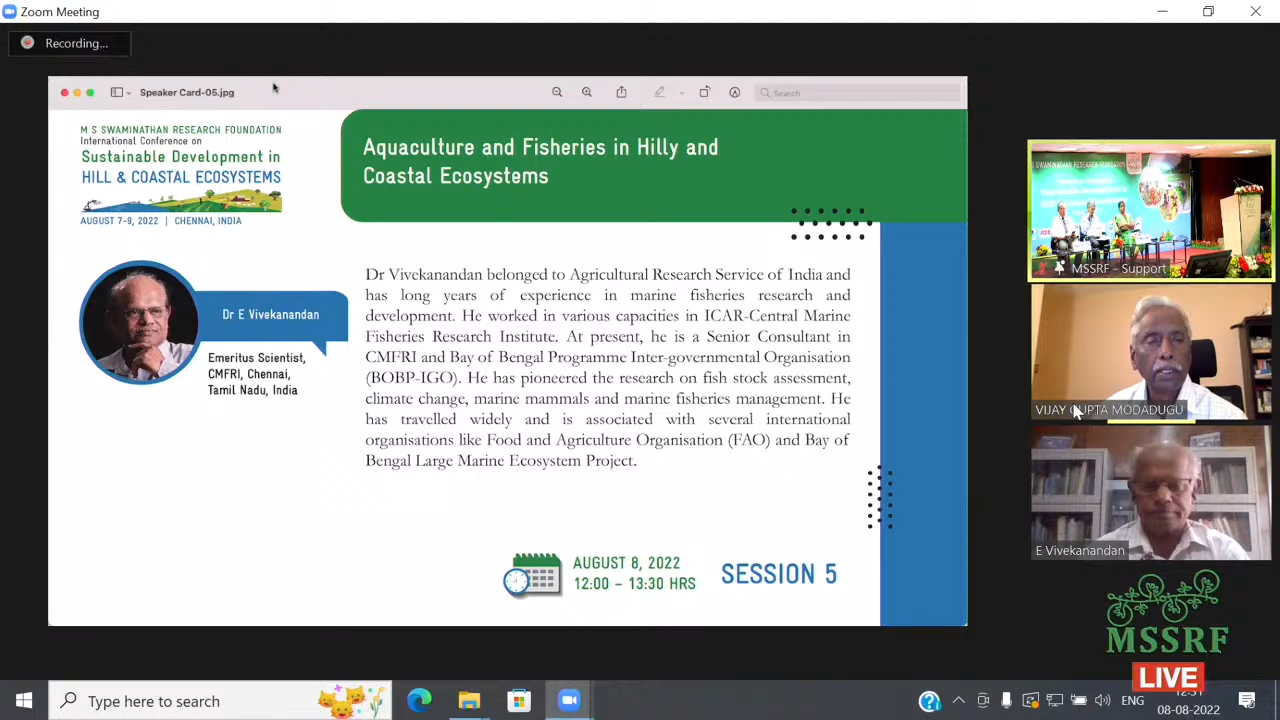 Zoom Meeting
Recording...
Speaker Card-05.jpg
Search
M S SWAMINATHAN RESEARCH FOUNDATION
International Conference on
Sustainable Development in
HILL & COASTAL ECOSYSTEMS
AUGUST 7-9, 2022 | CHENNAI, INDIA
Aquaculture and Fisheries in Hilly and
Coastal Ecosystems
Dr E Vivekanandan
Emeritus Scientist,
CMFRI, Chennai,
Tamil Nadu, India
Dr Vivekanandan belonged to Agricultural Research Service of India and
has long years of experience in marine fisheries research and
development. He worked in various capacities in ICAR-Central Marine
Fisheries Research Institute. At present, he is a Senior Consultant in
CMFRI and Bay of Bengal Programme Inter-governmental Organisation
(BOBP-IGO). He has pioneered the research on fish stock assessment,
climate change, marine mammals and marine fisheries management. He
has travelled widely and is associated with several international
organisations like Food and Agriculture Organisation (FAO) and Bay of
Bengal Large Marine Ecosystem Project.
AUGUST 8, 2022
12:00 – 13:30 HRS
SESSION 5
SWAMINATHAN RESEARCH FOUNDATION
MSSRF - Support
VIJAY GUPTA MODADUGU
E Vivekanandan
MSSRF
LIVE
Type here to search
ENG
08-08-2022